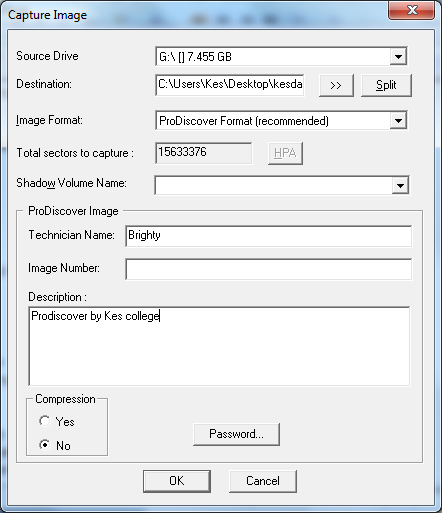 Capture Image
Source Drive
G:\ [] 7.455 GB
Destination:
C:\Users\Kes\Desktop\kesda
>>
Split
Image Format:
ProDiscover Format (recommended)
Total sectors to capture :
15633376
HPA
Shadow Volume Name:
ProDiscover Image
Technician Name:
Brighty
Image Number:
Description :
Prodiscover by Kes college
Compression
Yes
No
Password...
OK
Cancel